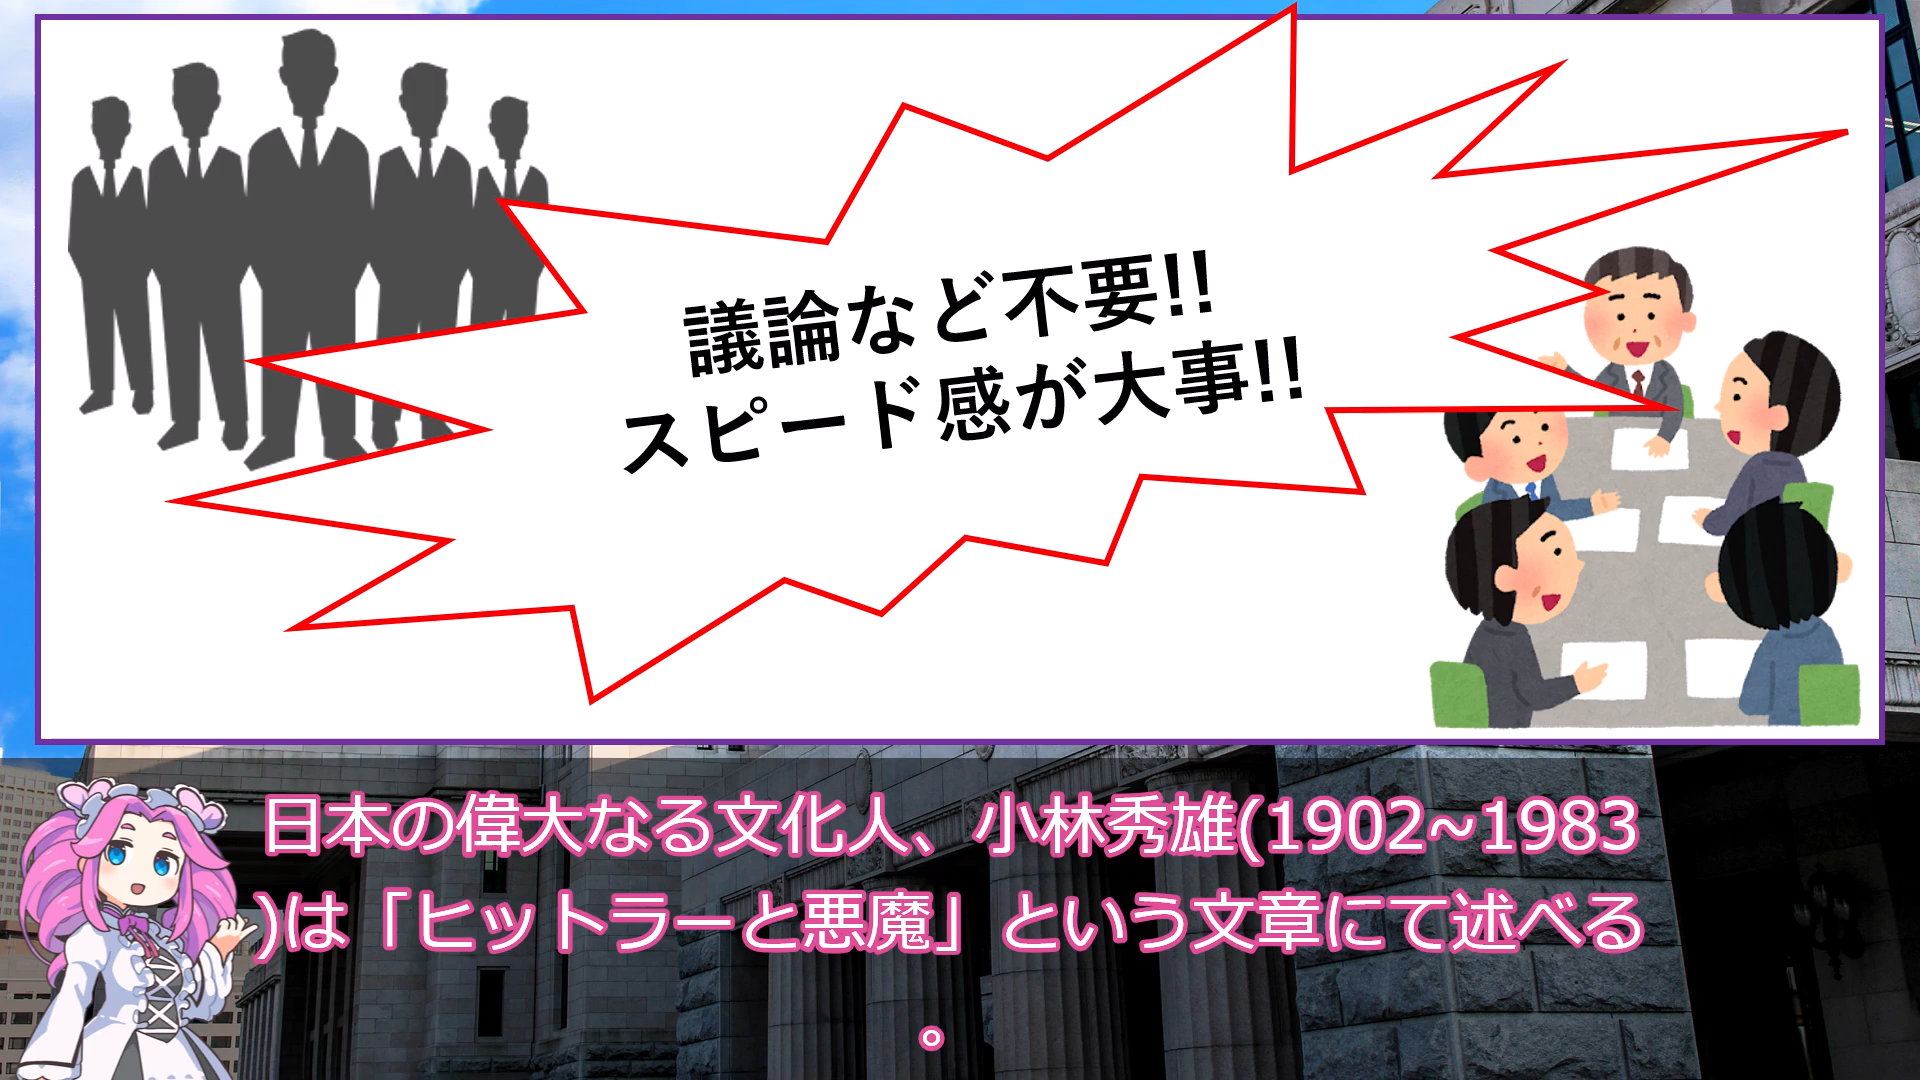 議論など不要!!
スピード感が大事!!
日本の偉大なる文化人、小林秀雄(1902~1983
)は「ヒットラーと悪魔」という文章にて述べる
。